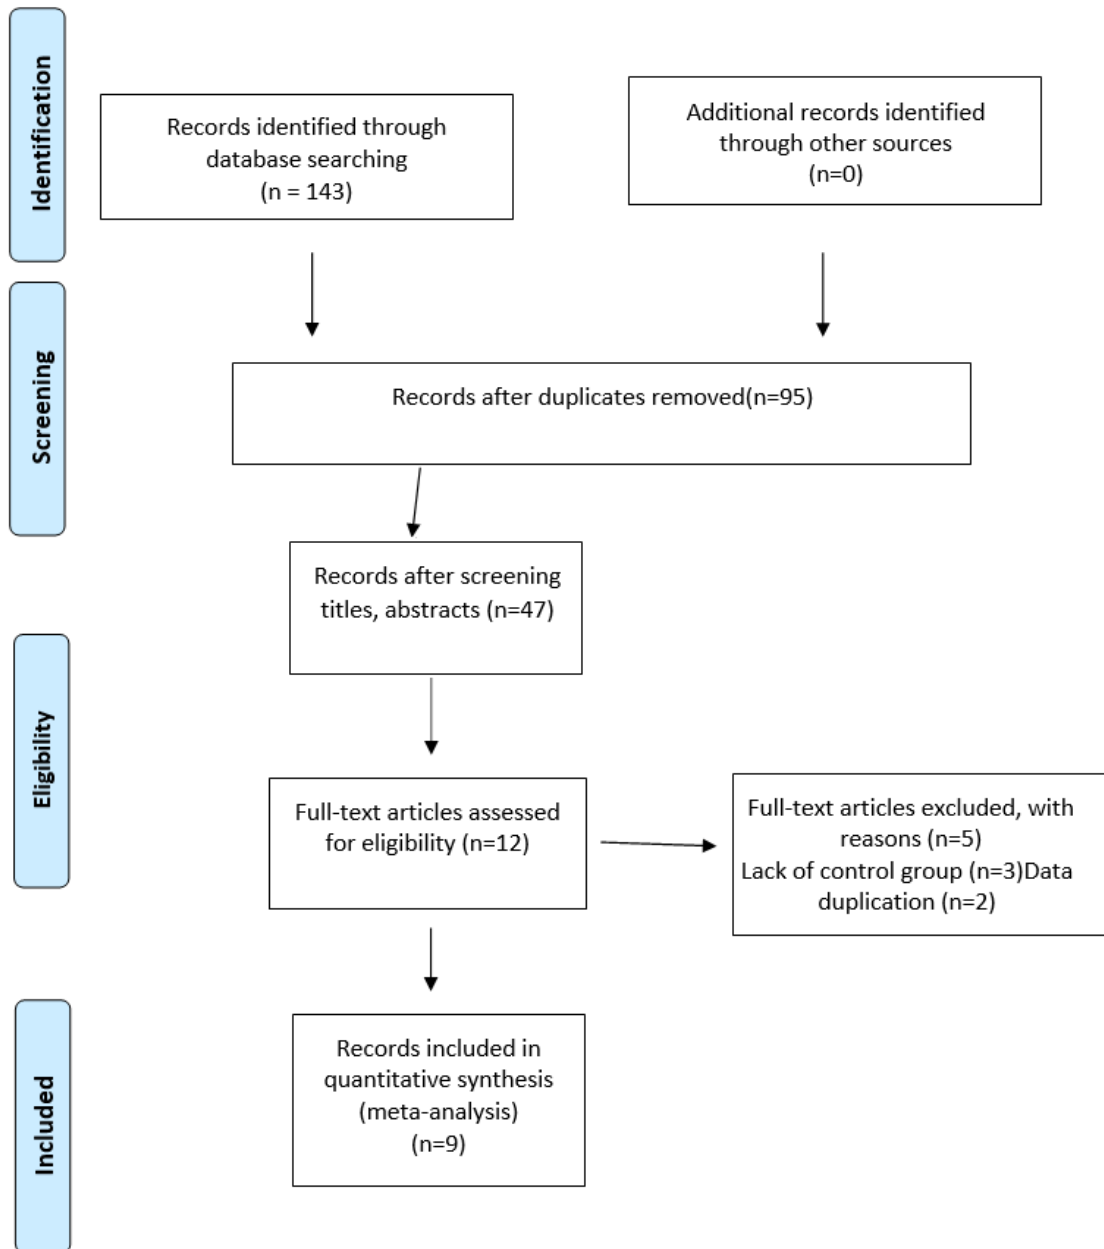 Identification
Records identified through
database searching
(n = 143)
Additional records identified
through other sources
(n=0)
Screening
Records after duplicates removed(n=95)
Records after screening
titles, abstracts (n=47)
Eligibility
Full-text articles assessed
for eligibility (n=12)
Full-text articles excluded, with
reasons (n=5)
Lack of control group (n=3)Data
duplication (n=2)
Included
Records included in
quantitative synthesis
(meta-analysis)
(n=9)